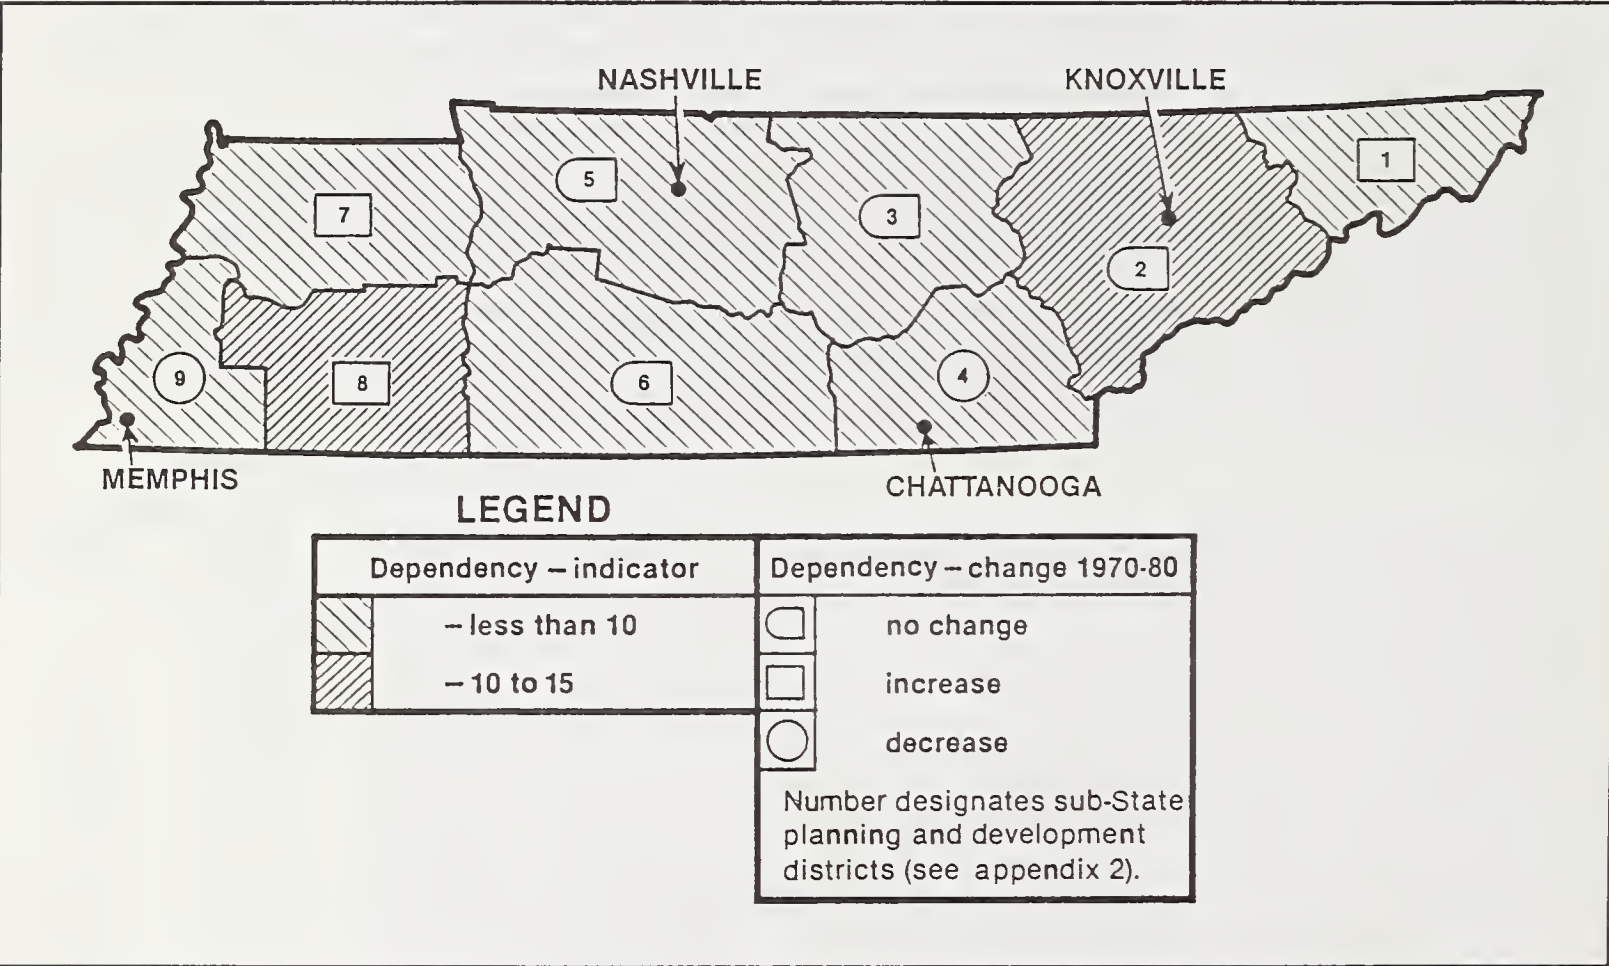 NASHVILLE
KNOXVILLE
1
5
7
3
2
9
8
6
4
MEMPHIS
CHATTANOOGA
LEGEND
Dependency – indicator
– less than 10
– 10 to 15
Dependency – change 1970-80
no change
increase
decrease
Number designates sub-State
planning and development
districts (see appendix 2).